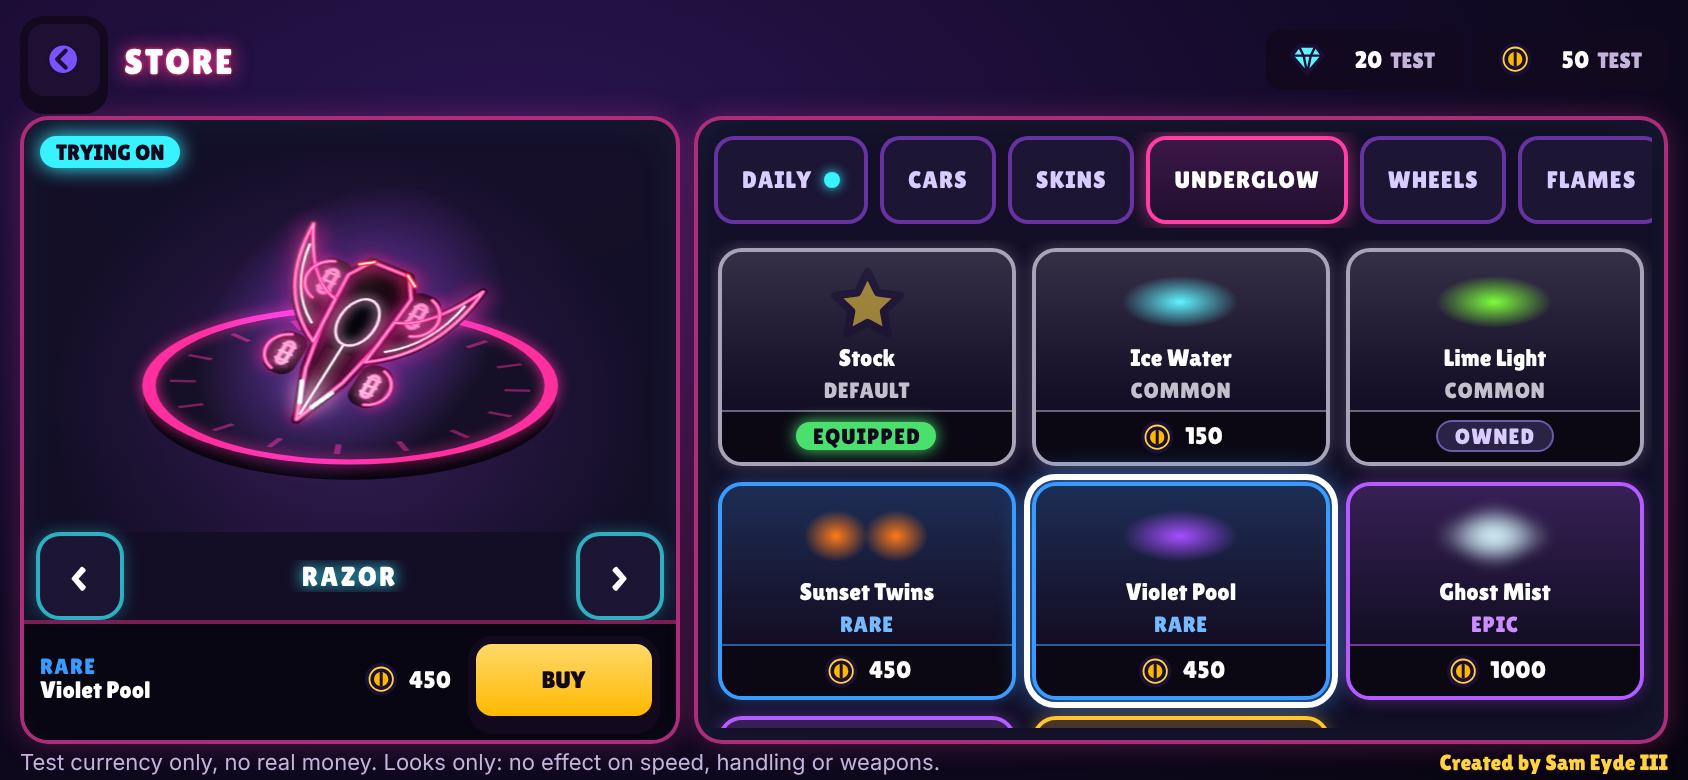 STORE
20 TEST
50 TEST
TRYING ON
RAZOR
RARE
Violet Pool
450
BUY
DAILY
CARS
SKINS
UNDERGLOW
WHEELS
FLAMES
Stock
DEFAULT
EQUIPPED
Ice Water
COMMON
150
Lime Light
COMMON
OWNED
Sunset Twins
RARE
450
Violet Pool
RARE
450
Ghost Mist
EPIC
1000
Test currency only, no real money. Looks only: no effect on speed, handling or weapons.
Created by Sam Eyde III